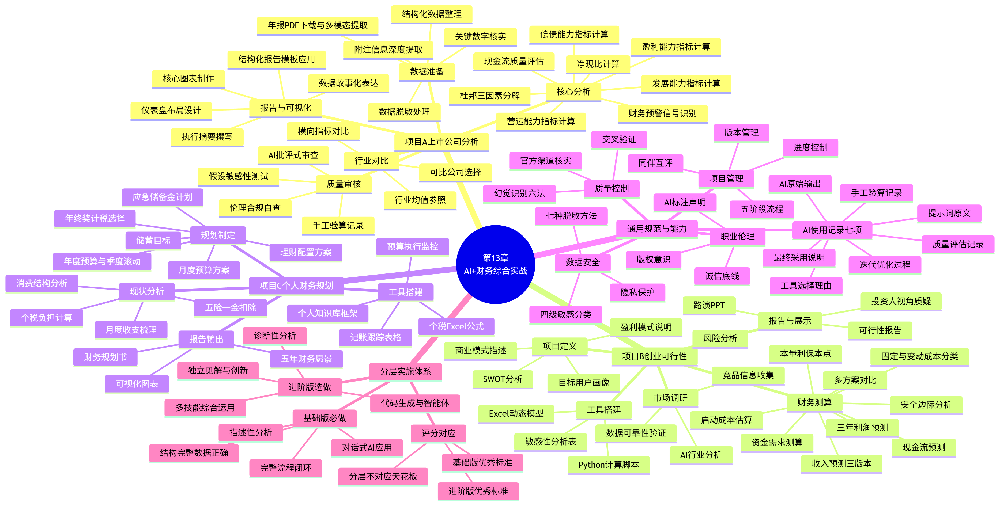 第13章
AI+财务综合实战
项目A上市公司分析
数据准备
年报PDF下载与多模态提取
附注信息深度提取
结构化数据整理
关键数字核实
数据脱敏处理
核心分析
偿债能力指标计算
盈利能力指标计算
现金流质量评估
净现比计算
发展能力指标计算
杜邦三因素分解
营运能力指标计算
财务预警信号识别
报告与可视化
结构化报告模板应用
核心图表制作
数据故事化表达
仪表盘布局设计
执行摘要撰写
行业对比
横向指标对比
可比公司选择
行业均值参照
质量审核
AI批评式审查
假设敏感性测试
伦理合规自查
手工验算记录
通用规范与能力
质量控制
交叉验证
官方渠道核实
幻觉识别六法
项目管理
版本管理
进度控制
同伴互评
五阶段流程
AI使用记录七项
AI原始输出
手工验算记录
提示词原文
质量评估记录
迭代优化过程
最终采用说明
工具选择理由
职业伦理
AI标注声明
版权意识
诚信底线
数据安全
七种脱敏方法
隐私保护
四级敏感分类
项目C个人财务规划
规划制定
应急储备金计划
年终奖计税选择
储蓄目标
年度预算与季度滚动
月度预算方案
理财配置方案
现状分析
消费结构分析
个税负担计算
月度收支梳理
五险一金扣除
工具搭建
预算执行监控
个人知识库框架
记账跟踪表格
个税Excel公式
报告输出
财务规划书
可视化图表
五年财务愿景
分层实施体系
进阶版选做
诊断性分析
独立见解与创新
多技能综合运用
代码生成与智能体
基础版必做
描述性分析
结构完整数据正确
完整流程闭环
对话式AI应用
评分对应
分层不对应天花板
基础版优秀标准
进阶版优秀标准
项目B创业可行性
项目定义
盈利模式说明
商业模式描述
SWOT分析
目标用户画像
报告与展示
路演PPT
投资人视角质疑
可行性报告
风险分析
市场调研
竞品信息收集
数据可靠性验证
AI行业分析
工具搭建
Excel动态模型
敏感性分析表
Python计算脚本
财务测算
本量利保本点
固定与变动成本分类
多方案对比
安全边际分析
启动成本估算
三年利润预测
资金需求测算
现金流预测
收入预测三版本